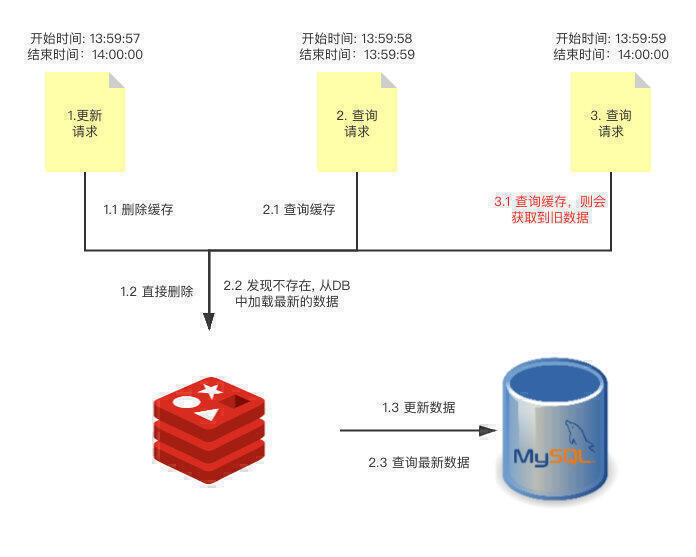 开始时间: 13:59:57
结束时间：14:00:00
开始时间: 13:59:58
结束时间：13:59:59
开始时间: 13:59:59
结束时间：14:00:00
1.更新
请求
2. 查询
请求
3. 查询
请求
1.1 删除缓存
2.1 查询缓存
3.1 查询缓存，则会
获取到旧数据
1.2 直接删除
2.2 发现不存在, 从DB
中加载最新的数据
1.3 更新数据
2.3 查询最新数据
MySQL